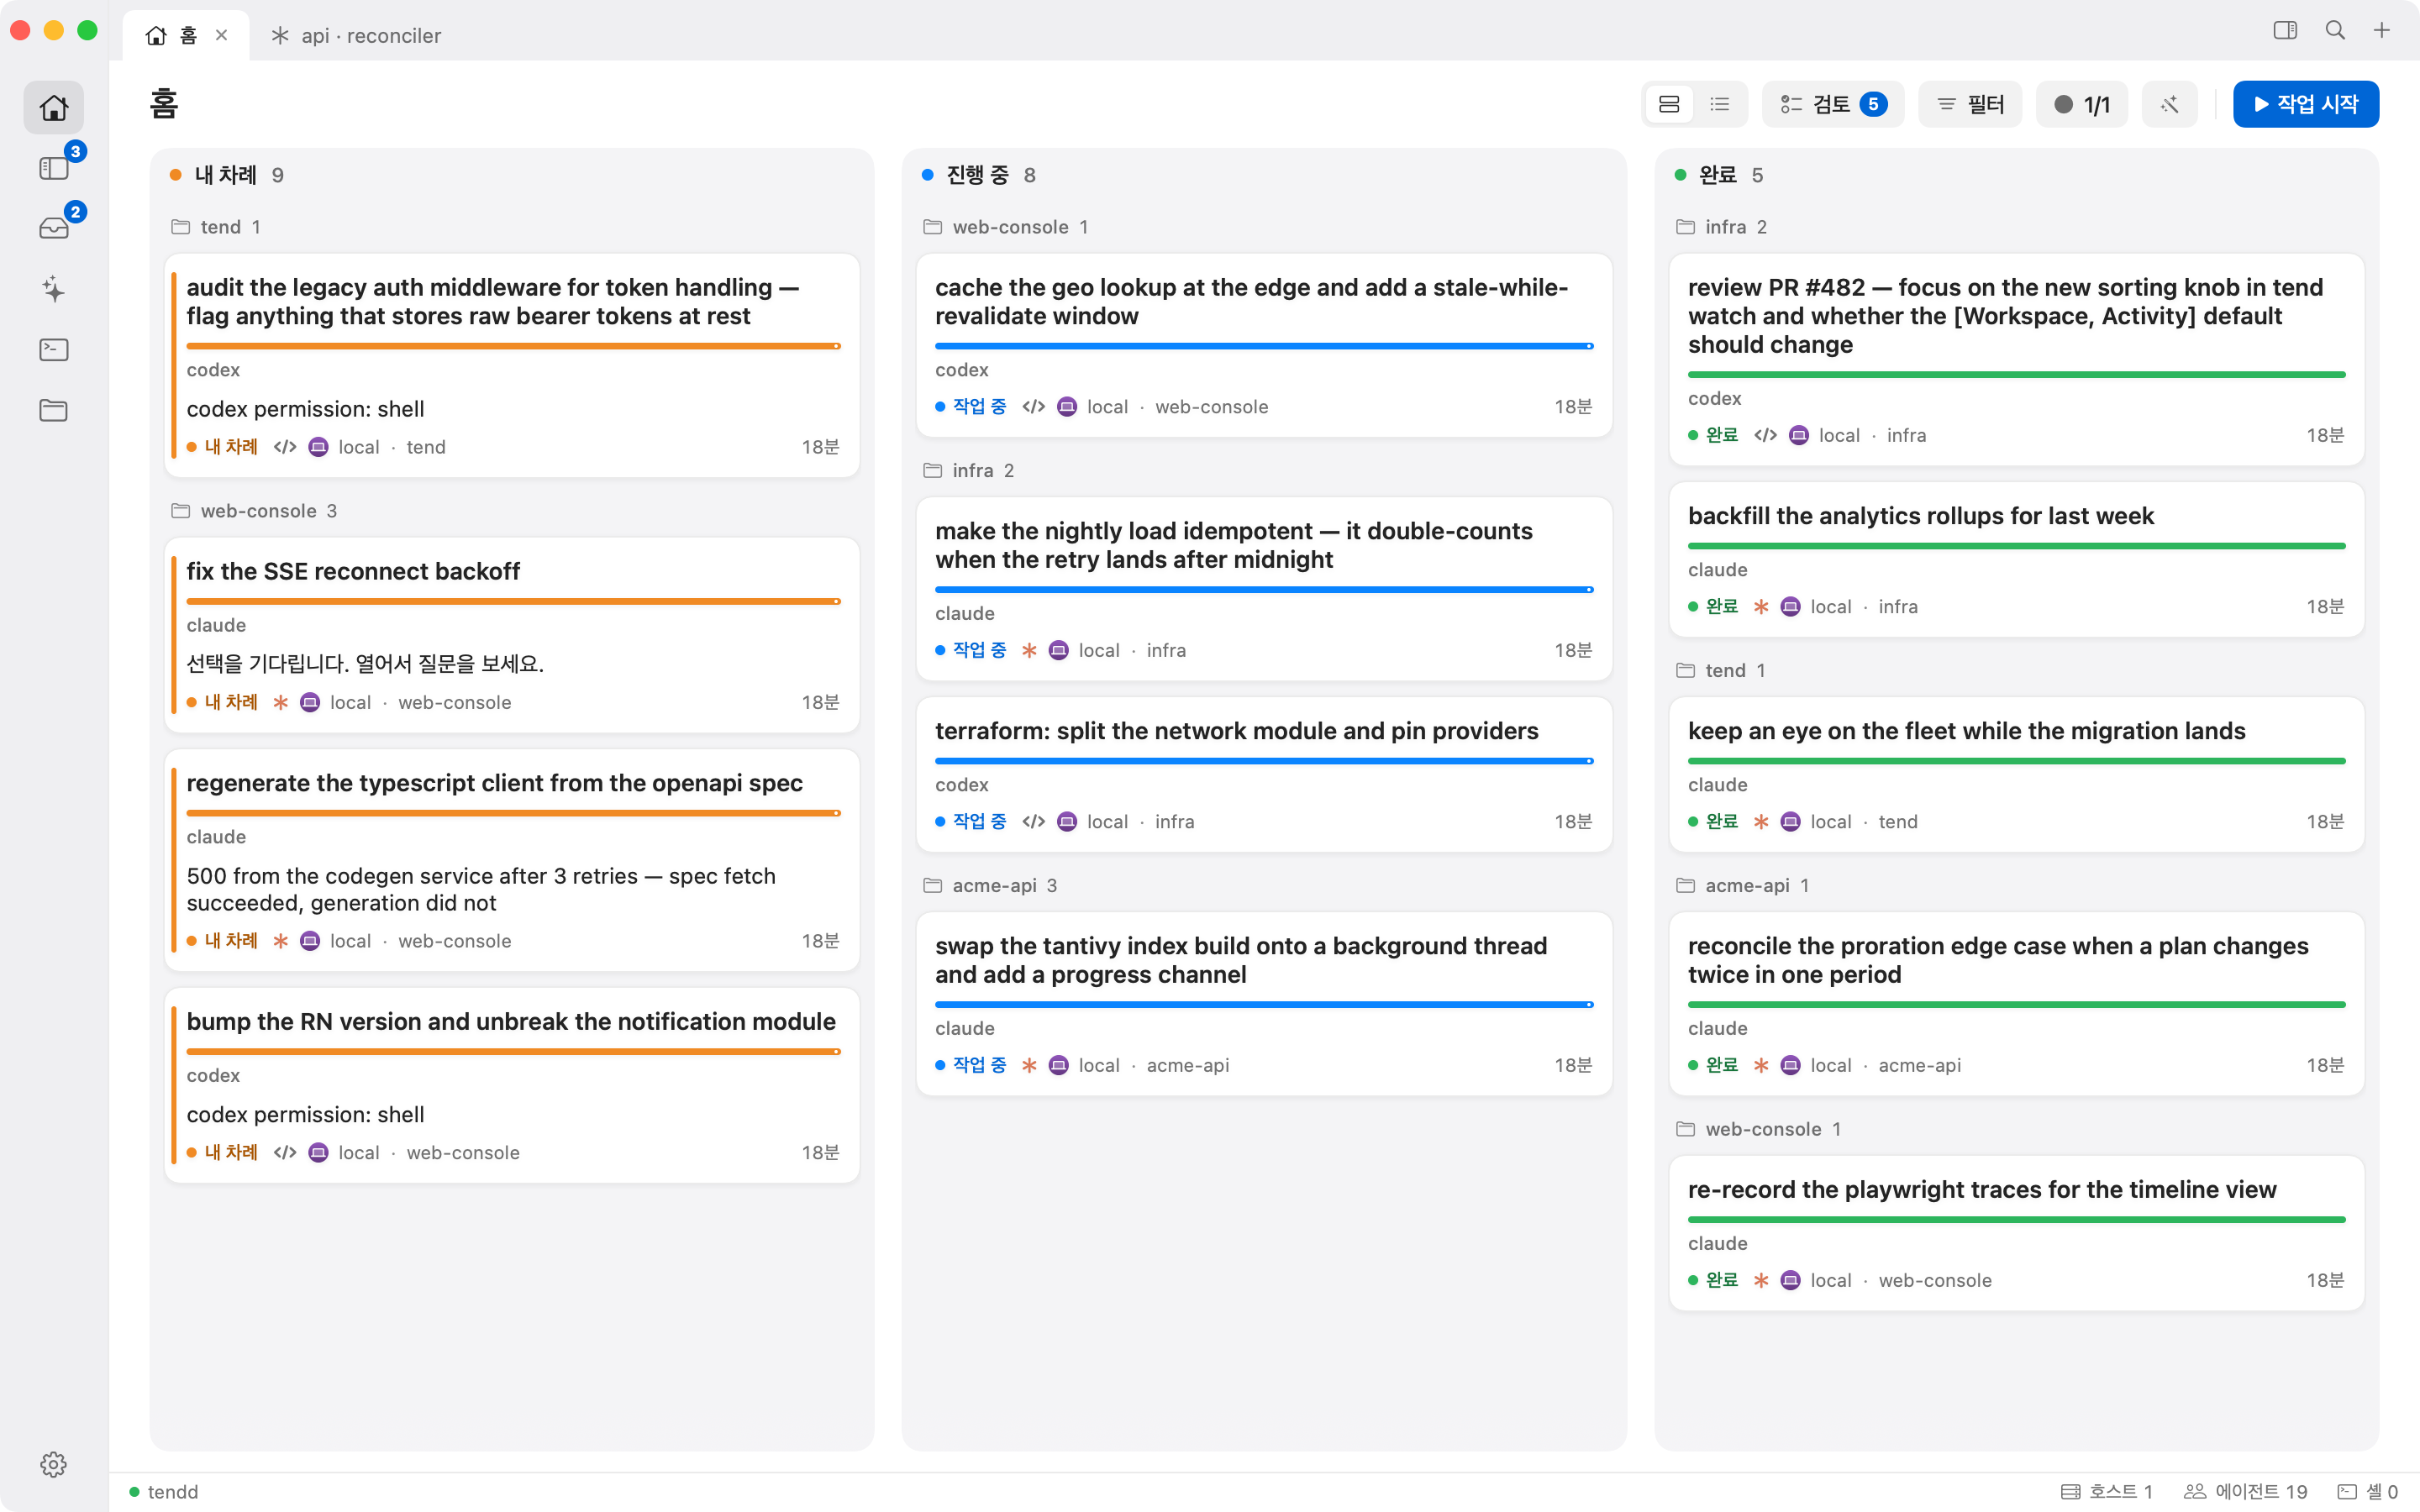 홈
api · reconciler
홈
검토 5
필터
1/1
작업 시작
3
2
내 차례 9
tend 1
audit the legacy auth middleware for token handling —
flag anything that stores raw bearer tokens at rest
codex
codex permission: shell
내 차례 local · tend 18분
web-console 3
fix the SSE reconnect backoff
claude
선택을 기다립니다. 열어서 질문을 보세요.
내 차례 local · web-console 18분
regenerate the typescript client from the openapi spec
claude
500 from the codegen service after 3 retries — spec fetch
succeeded, generation did not
내 차례 local · web-console 18분
bump the RN version and unbreak the notification module
codex
codex permission: shell
내 차례 local · web-console 18분
진행 중 8
web-console 1
cache the geo lookup at the edge and add a stale-while-
revalidate window
codex
작업 중 local · web-console 18분
infra 2
make the nightly load idempotent — it double-counts
when the retry lands after midnight
claude
작업 중 local · infra 18분
terraform: split the network module and pin providers
codex
작업 중 local · infra 18분
acme-api 3
swap the tantivy index build onto a background thread
and add a progress channel
claude
작업 중 local · acme-api 18분
완료 5
infra 2
review PR #482 — focus on the new sorting knob in tend
watch and whether the [Workspace, Activity] default
should change
codex
완료 local · infra 18분
backfill the analytics rollups for last week
claude
완료 local · infra 18분
tend 1
keep an eye on the fleet while the migration lands
claude
완료 local · tend 18분
acme-api 1
reconcile the proration edge case when a plan changes
twice in one period
claude
완료 local · acme-api 18분
web-console 1
re-record the playwright traces for the timeline view
claude
완료 local · web-console 18분
tendd
호스트 1
에이전트 19
셸 0